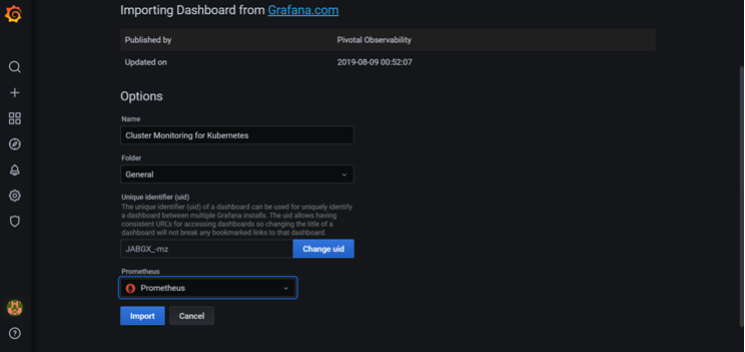 Importing Dashboard from Grafana.com
Published by Pivotal Observability
Updated on 2019-08-09 00:52:07
Options
Name
Cluster Monitoring for Kubernetes
Folder
General
Unique identifier (uid)
The unique identifier (uid) of a dashboard can be used for uniquely identify
a dashboard between multiple Grafana installs. The uid allows having
consistent URL's for accessing dashboards so changing the title of a
dashboard will not break any bookmarked links to that dashboard.
JABGX_-mz Change uid
Prometheus
Prometheus
Import Cancel